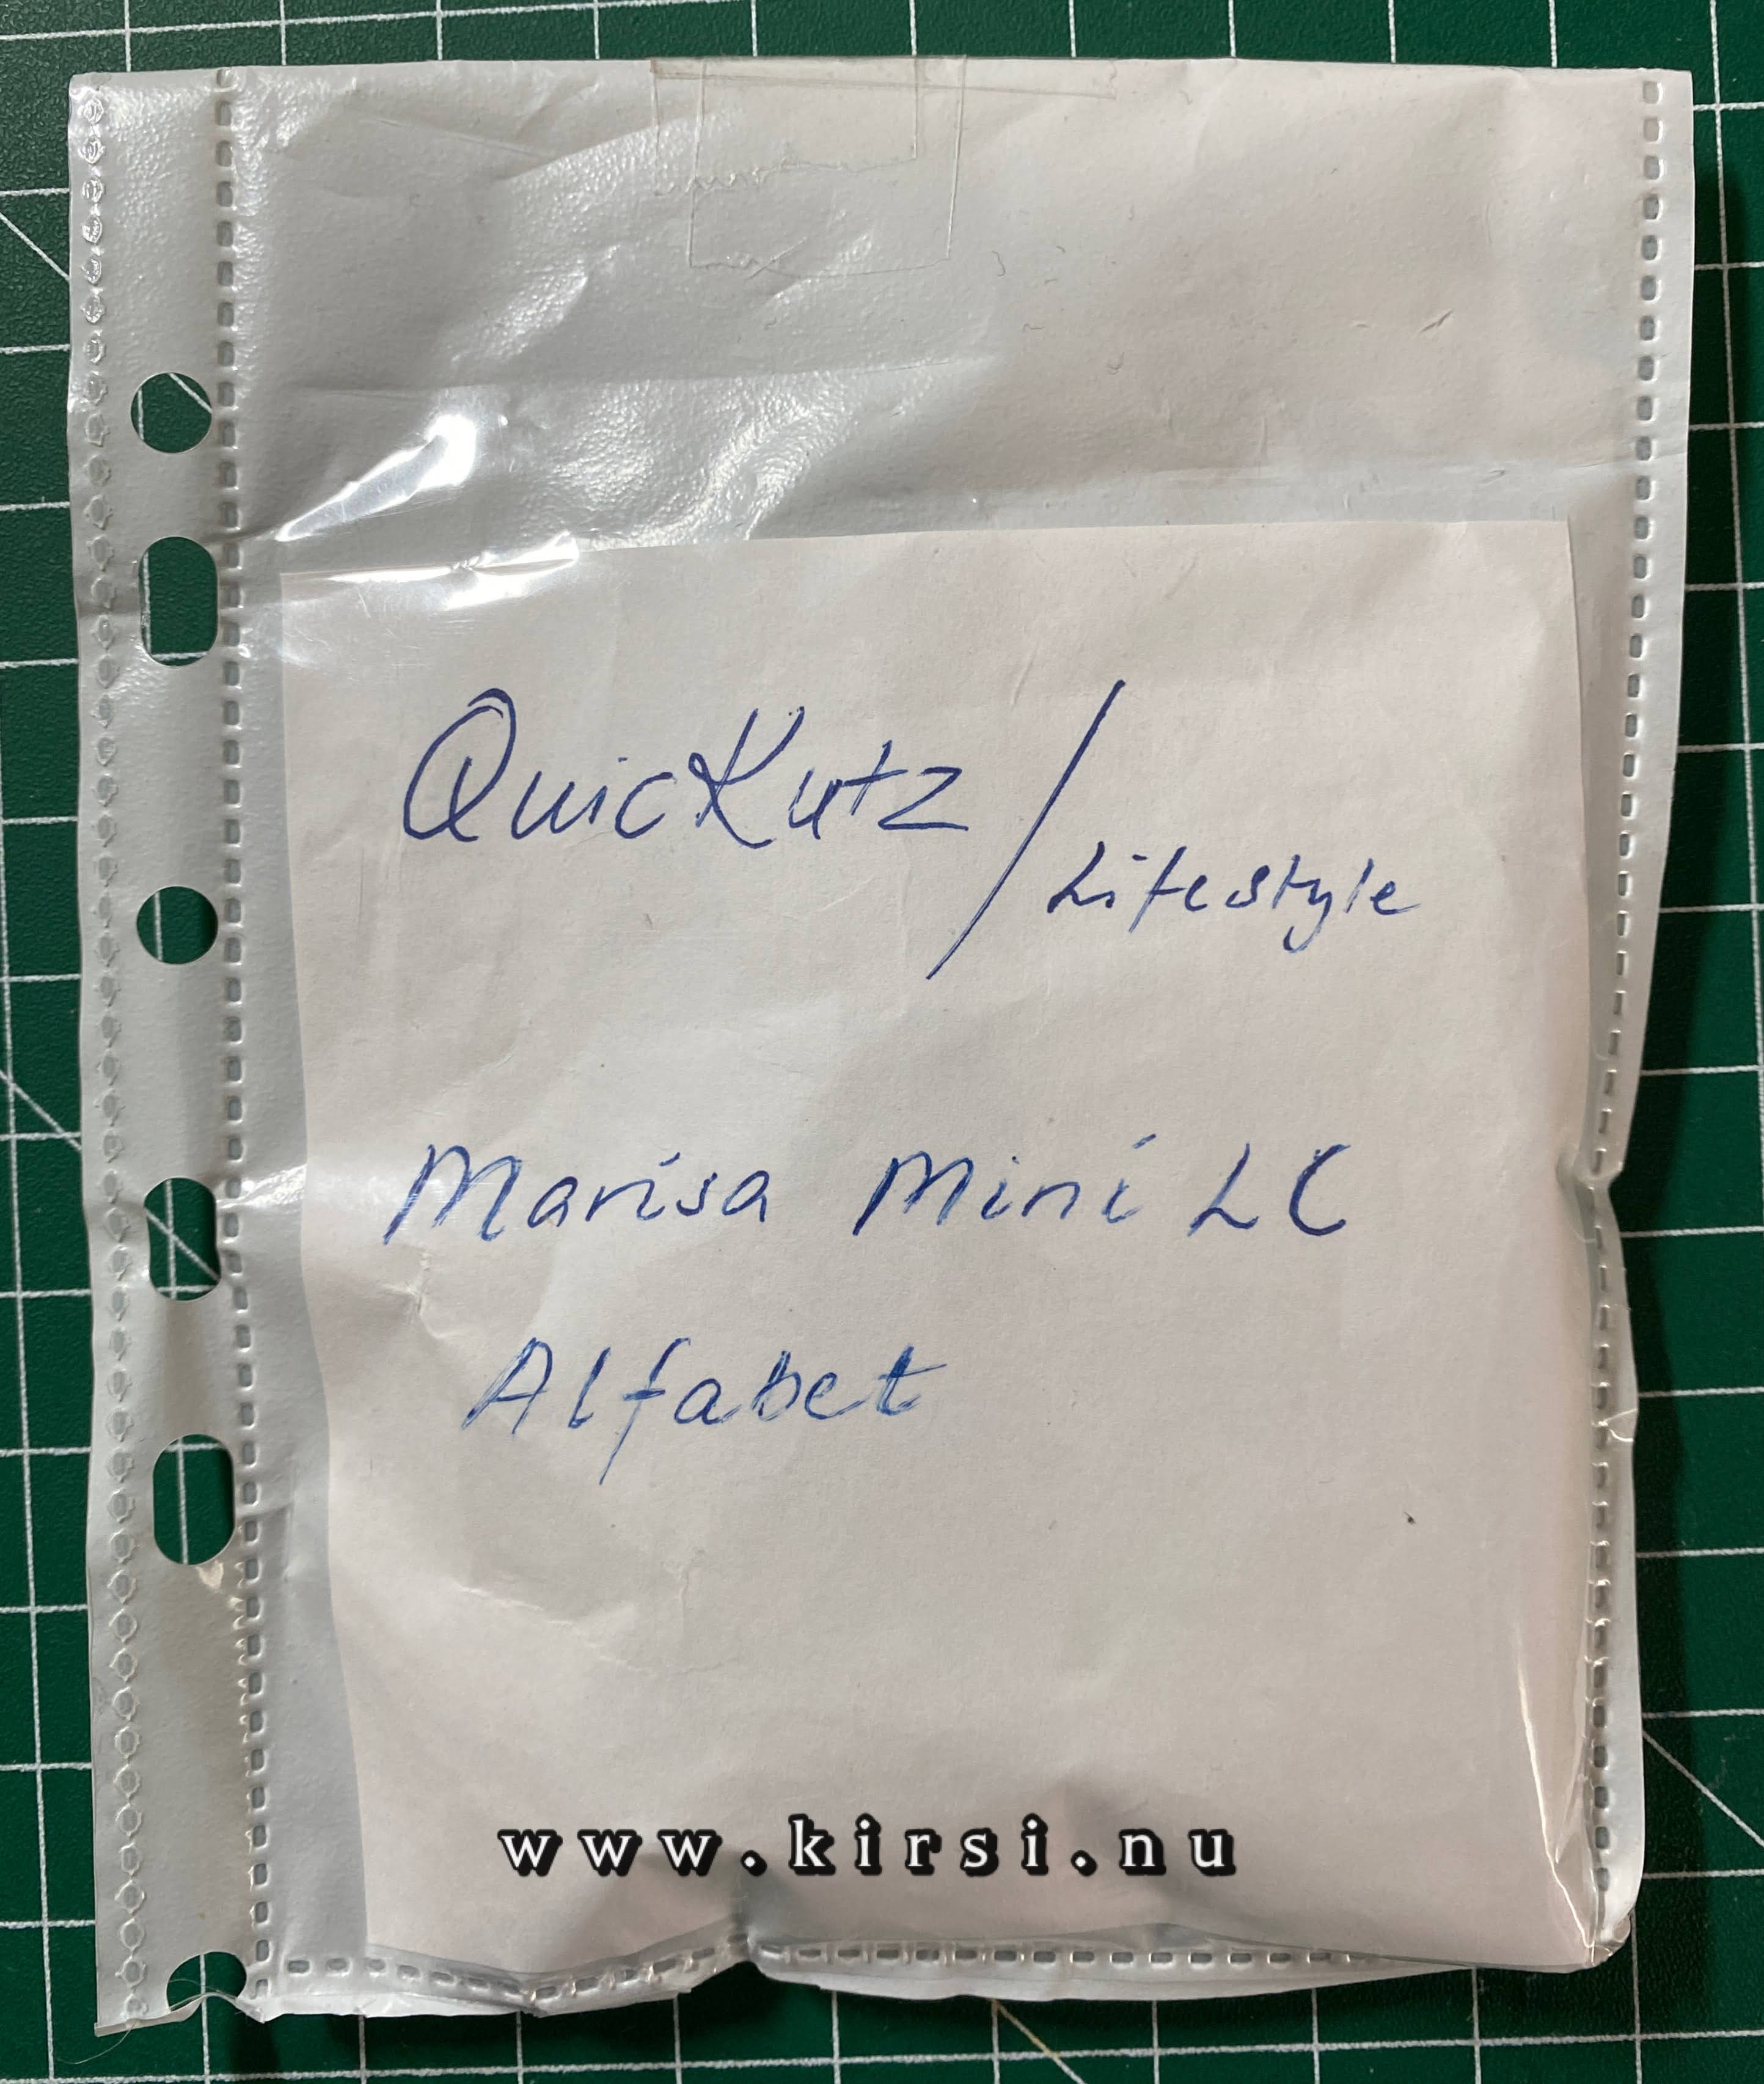 QuicKutz / Lifestyle
Marisa Mini LC
Alfabet
www.kirsi.nu